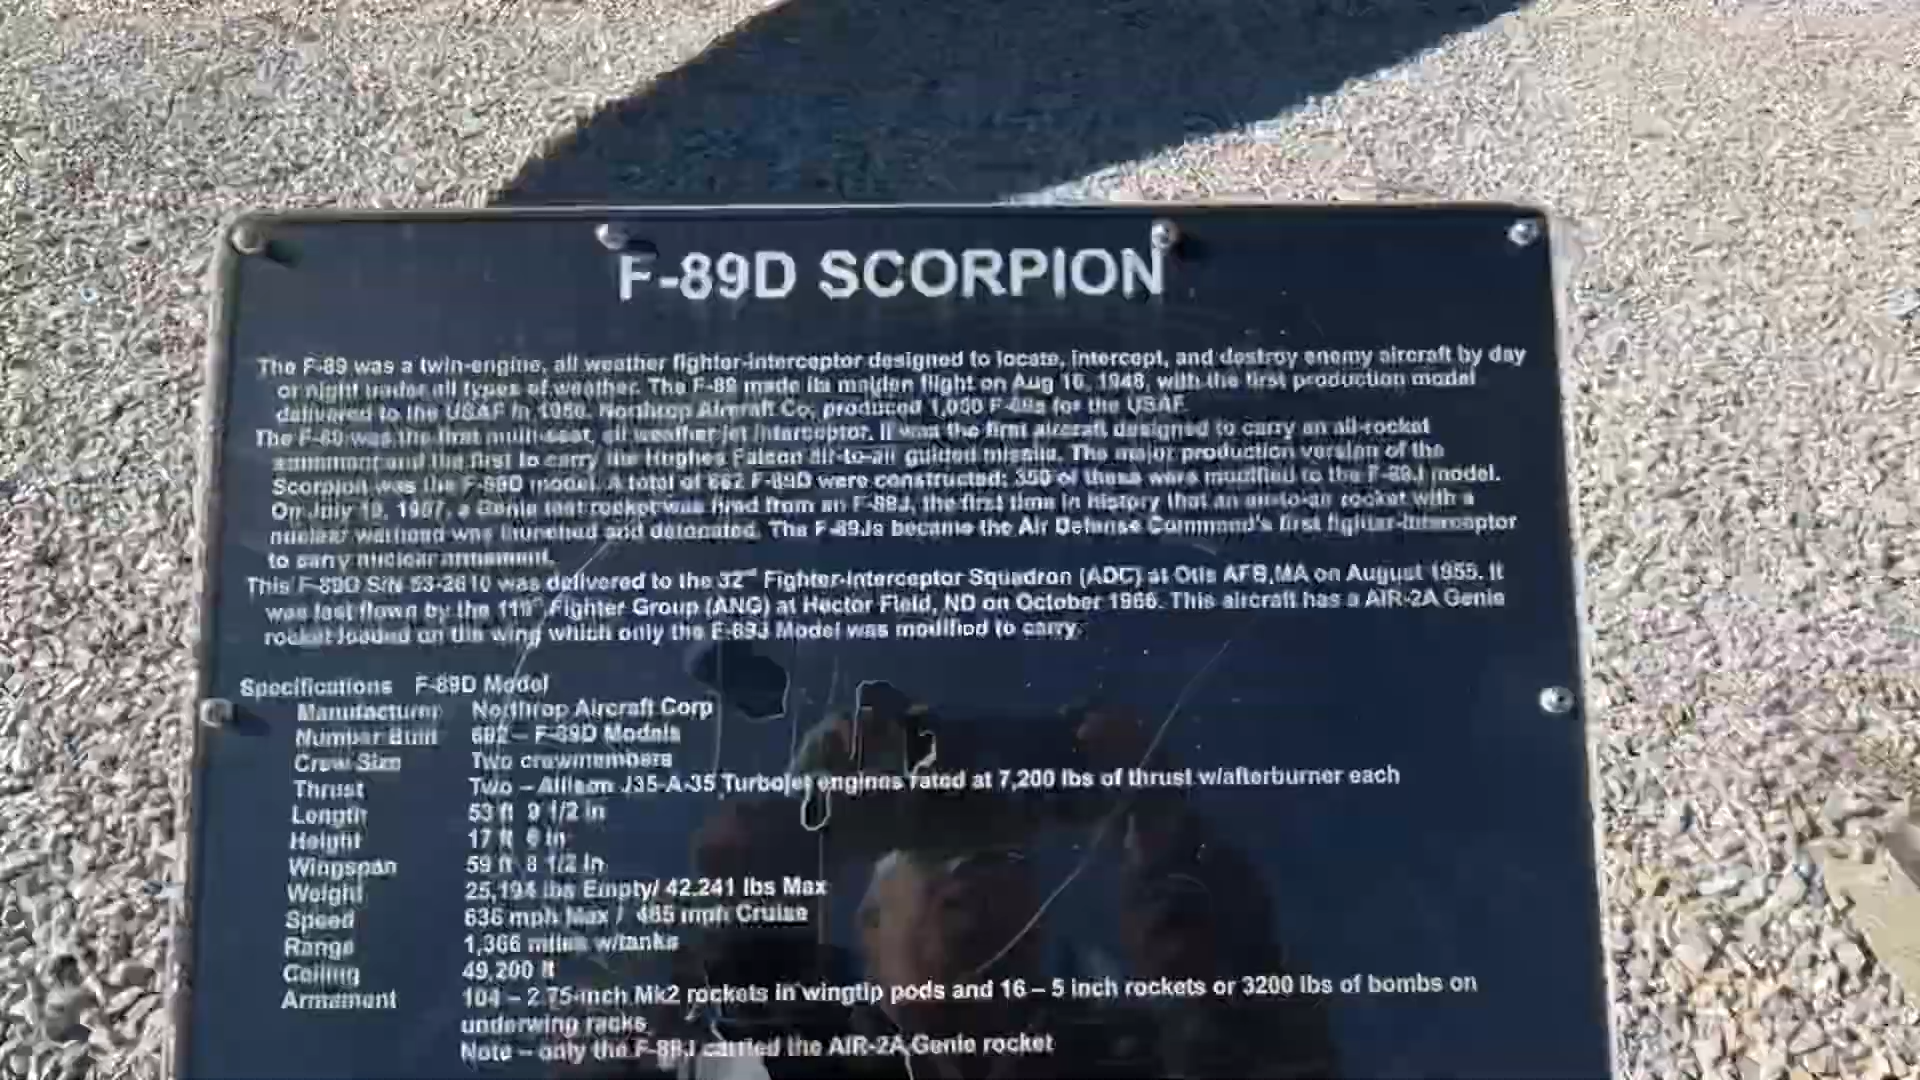 F-89D SCORPION
The F-89 was a twin-engine, all weather fighter-interceptor designed to locate, intercept, and destroy enemy aircraft by day
or night under all types of weather. The F-89 made its maiden flight on Aug 16, 1948, with the first production model
delivered to the USAF in 1950. Northrop Aircraft Co. produced 1,050 F-89s for the USAF.
The F-89 was the first multi-seat, all weather jet interceptor. It was the first aircraft designed to carry an all-rocket
armament and the first to carry the Hughes Falcon air-to-air guided missile. The major production version of the
Scorpion was the F-89D model. A total of 682 F-89D were constructed; 350 of these were modified to the F-89J model.
On July 19, 1957, a Genie test rocket was fired from an F-89J, the first time in history that an air-to-air rocket with a
nuclear warhead was launched and detonated. The F-89Js became the Air Defense Command's first fighter-interceptor
to carry nuclear armament.
This F-89D S/N 53-2610 was delivered to the 32nd Fighter-Interceptor Squadron (ADC) at Otis AFB,MA on August 1955. It
was last flown by the 119th Fighter Group (ANG) at Hector Field, ND on October 1966. This aircraft has a AIR-2A Genie
rocket loaded on the wing which only the F-89J Model was modified to carry.
Specifications F-89D Model
Manufacturer Northrop Aircraft Corp
Number Built 682 – F-89D Models
Crew Size Two crewmembers
Thrust Two – Allison J35-A-35 Turbojet engines rated at 7,200 lbs of thrust w/afterburner each
Length 53 ft 9 1/2 in
Height 17 ft 6 in
Wingspan 59 ft 8 1/2 in
Weight 25,194 lbs Empty/ 42.241 lbs Max
Speed 636 mph Max / 465 mph Cruise
Range 1,366 miles w/tanks
Ceiling 49,200 ft
Armament 104 – 2.75-inch Mk2 rockets in wingtip pods and 16 – 5 inch rockets or 3200 lbs of bombs on
underwing racks
Note – only the F-89J carried the AIR-2A Genie rocket